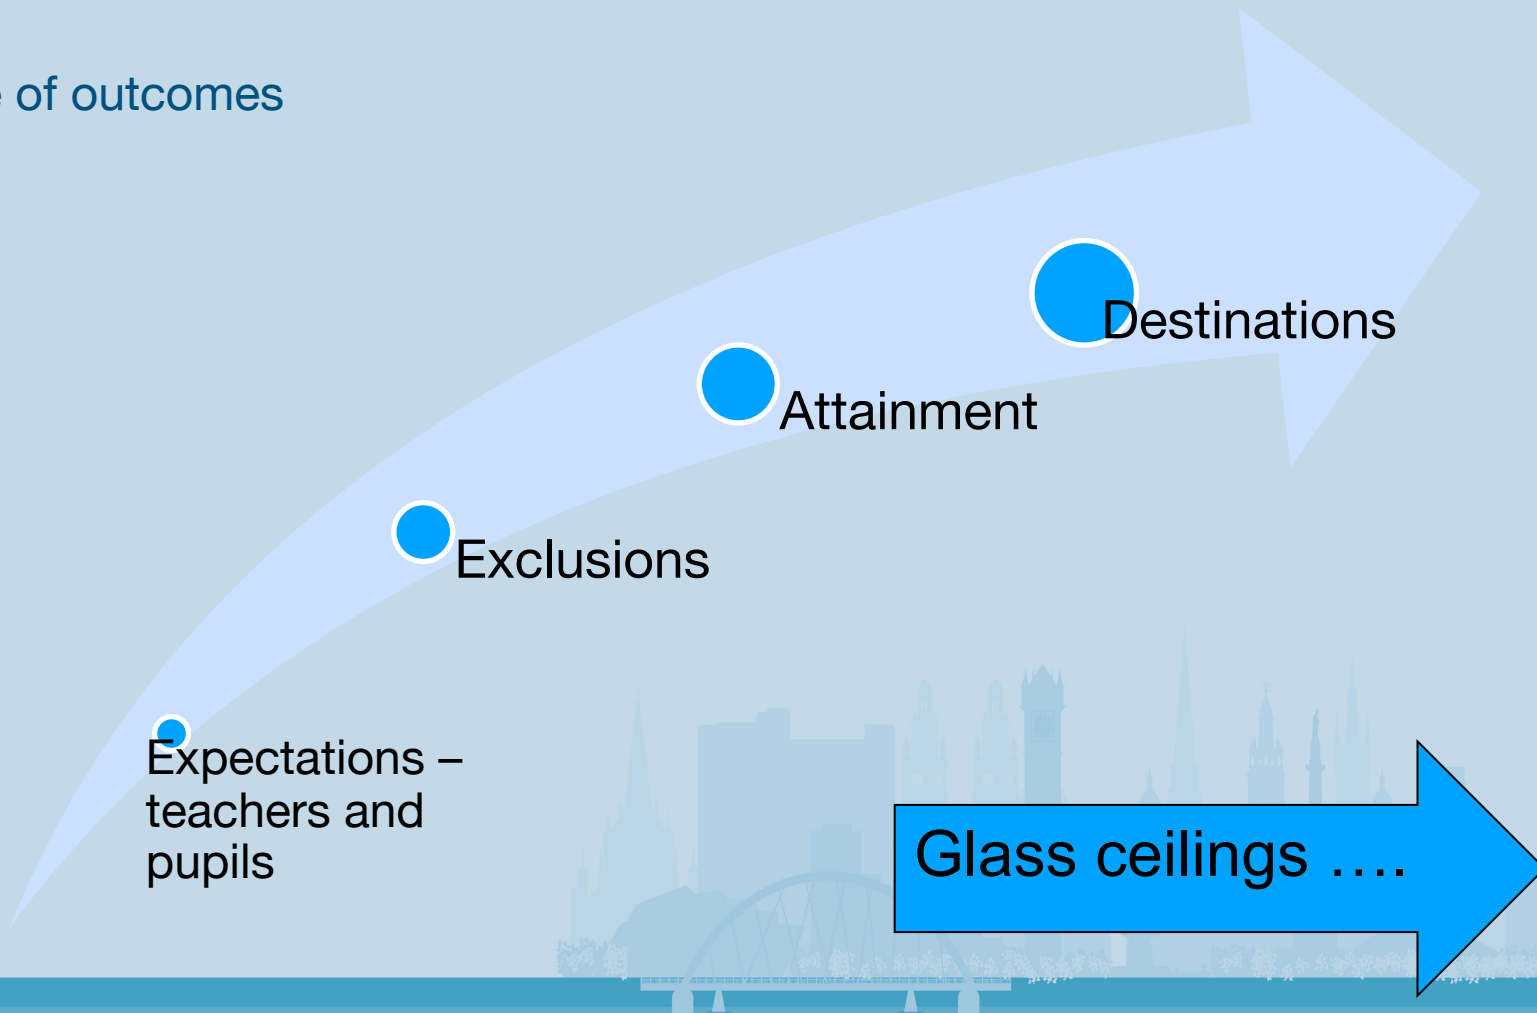 of outcomes
Destinations
Attainment
Exclusions
Expectations –
teachers and
pupils
Glass ceilings ....